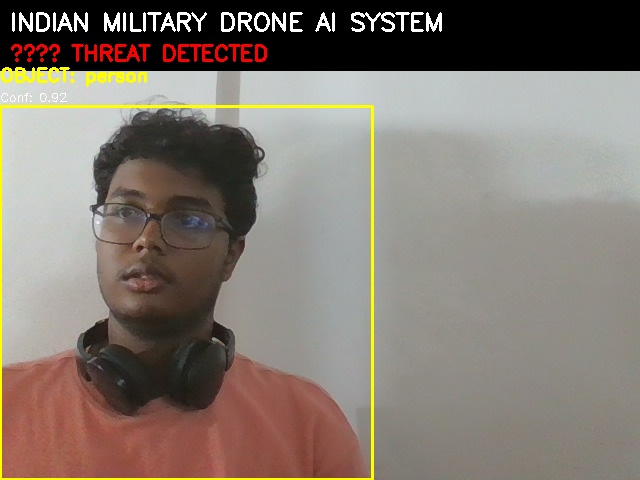 INDIAN MILITARY DRONE AI SYSTEM
???? THREAT DETECTED
OBJECT: person
Conf: 0.92